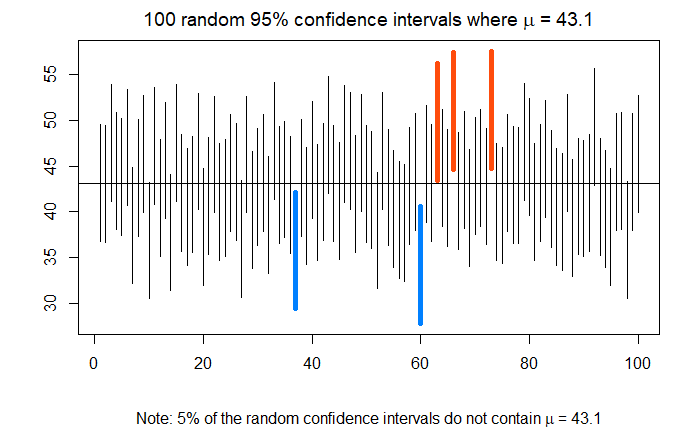 100 random 95% confidence intervals where μ = 43.1
55
50
45
40
35
30
0 20 40 60 80 100
Note: 5% of the random confidence intervals do not contain μ = 43.1